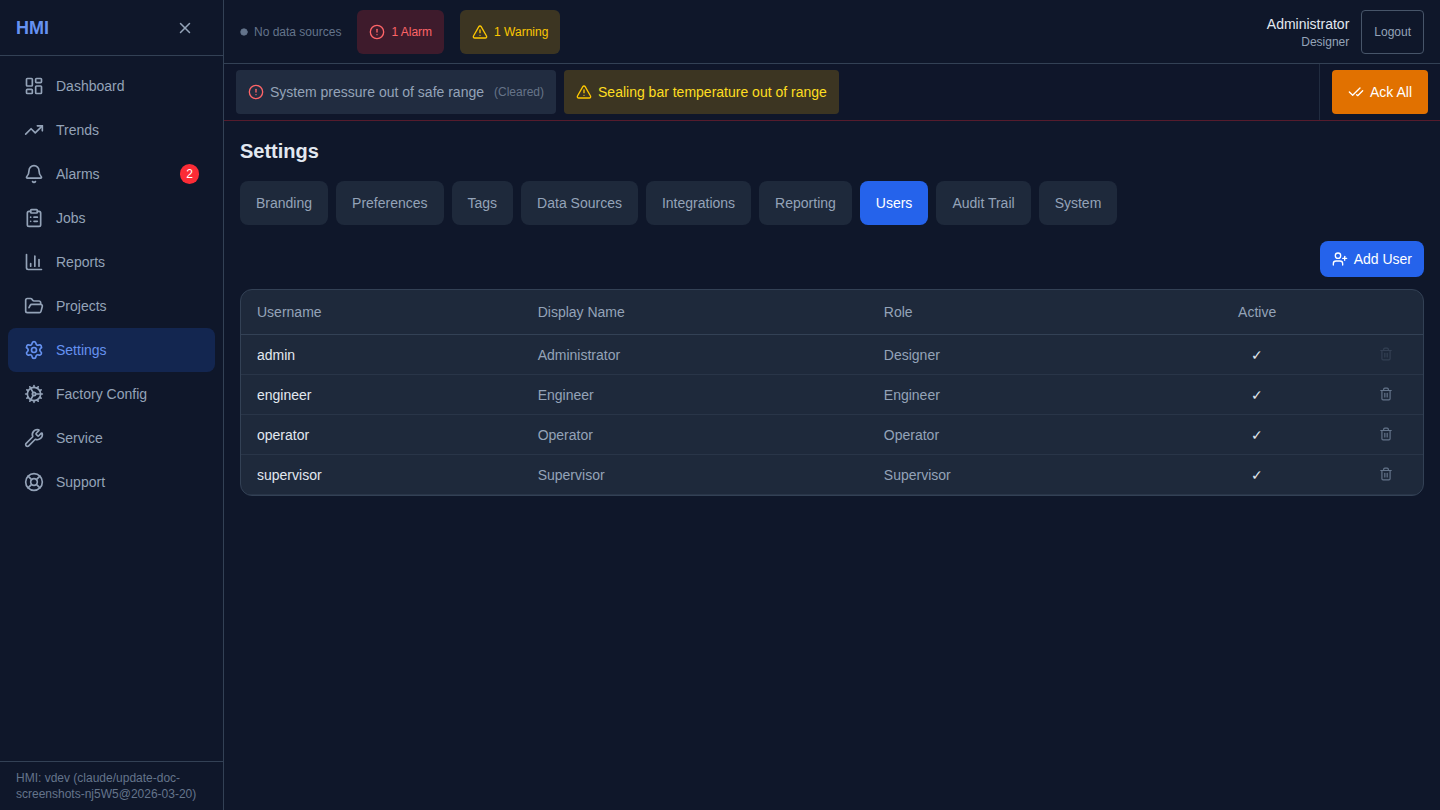 HMI
No data sources
1 Alarm
1 Warning
Administrator
Designer
Logout
System pressure out of safe range (Cleared)
Sealing bar temperature out of range
Ack All
Dashboard
Trends
Alarms 2
Jobs
Reports
Projects
Settings
Factory Config
Service
Support
HMI: vdev (claude/update-doc-
screenshots-nj5W5@2026-03-20)
Settings
Branding Preferences Tags Data Sources Integrations Reporting Users Audit Trail System
Add User
Username Display Name Role Active
admin Administrator Designer ✓
engineer Engineer Engineer ✓
operator Operator Operator ✓
supervisor Supervisor Supervisor ✓